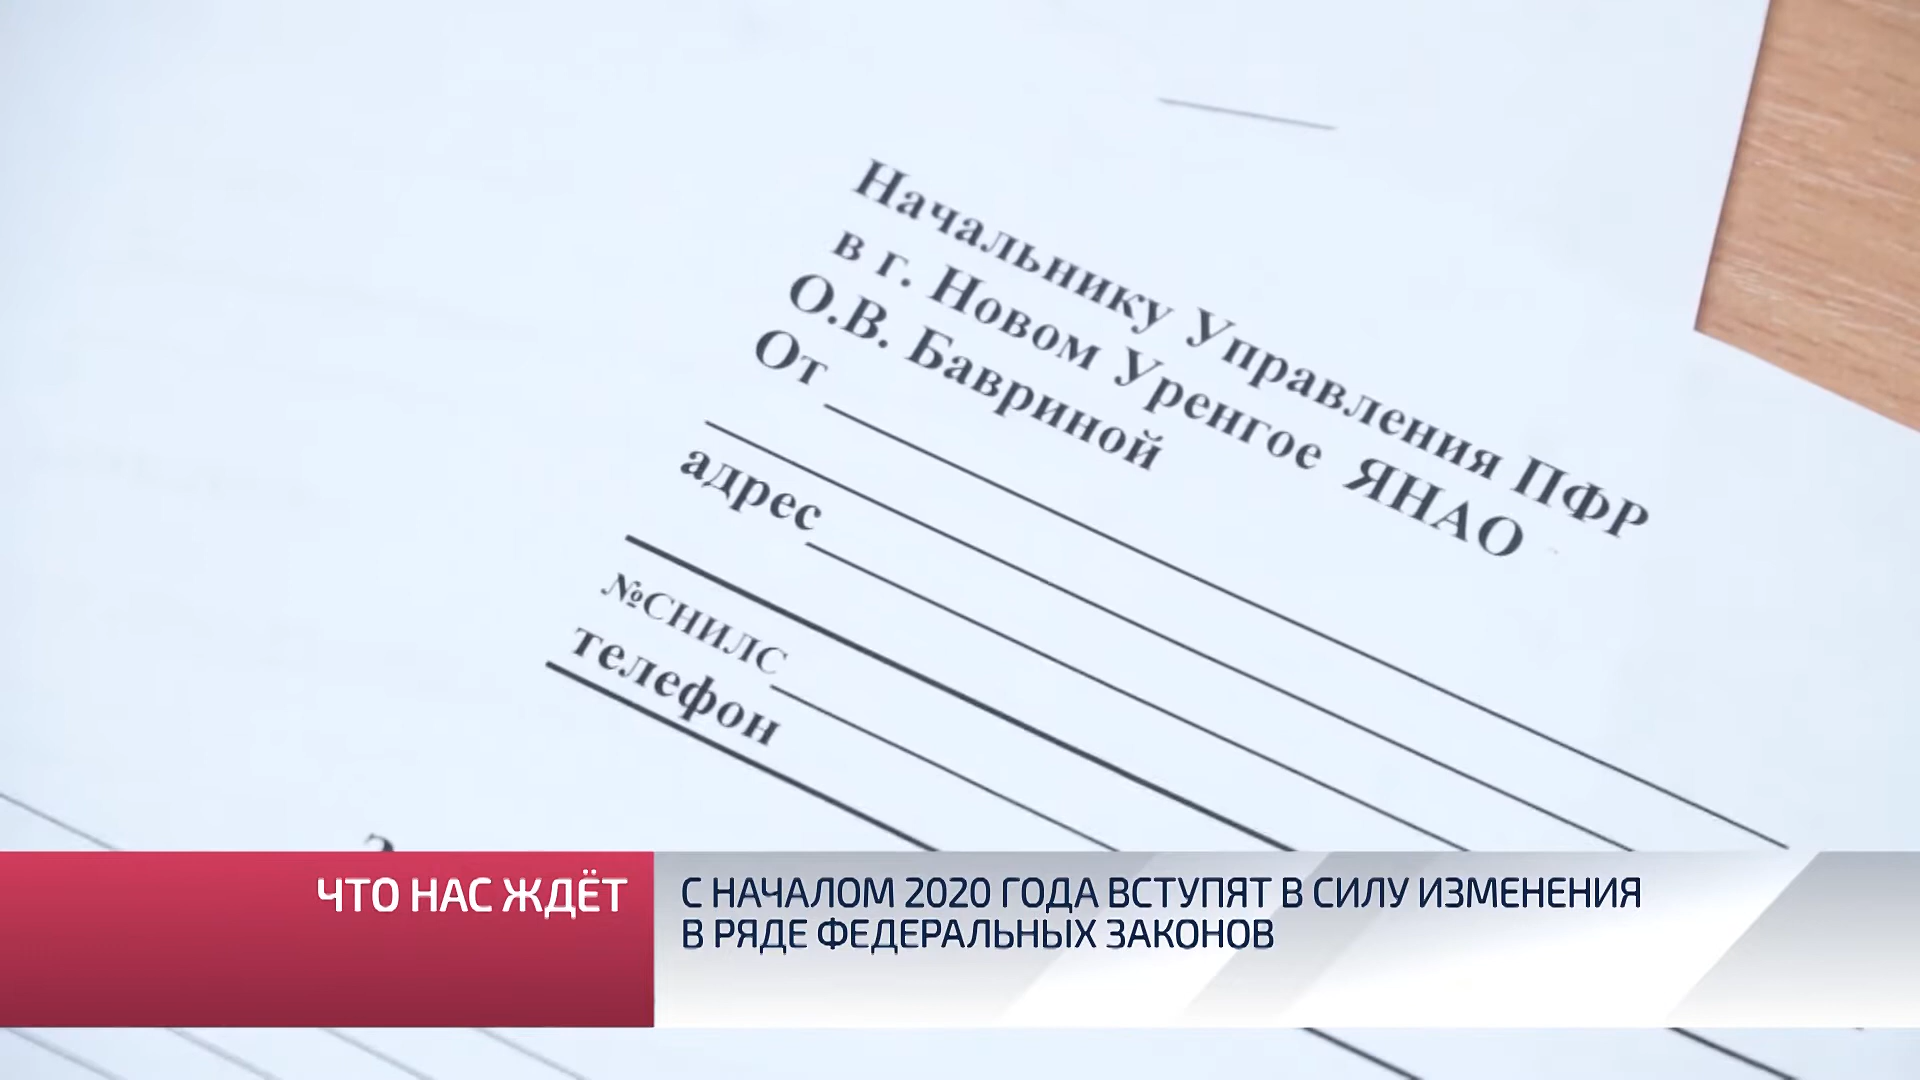 Начальнику Управления ПФР
в г. Новом Уренгое ЯНАО
О.В. Бавриной
От
адрес
№СНИЛС
телефон
ЧТО НАС ЖДЁТ
С НАЧАЛОМ 2020 ГОДА ВСТУПЯТ В СИЛУ ИЗМЕНЕНИЯ
В РЯДЕ ФЕДЕРАЛЬНЫХ ЗАКОНОВ